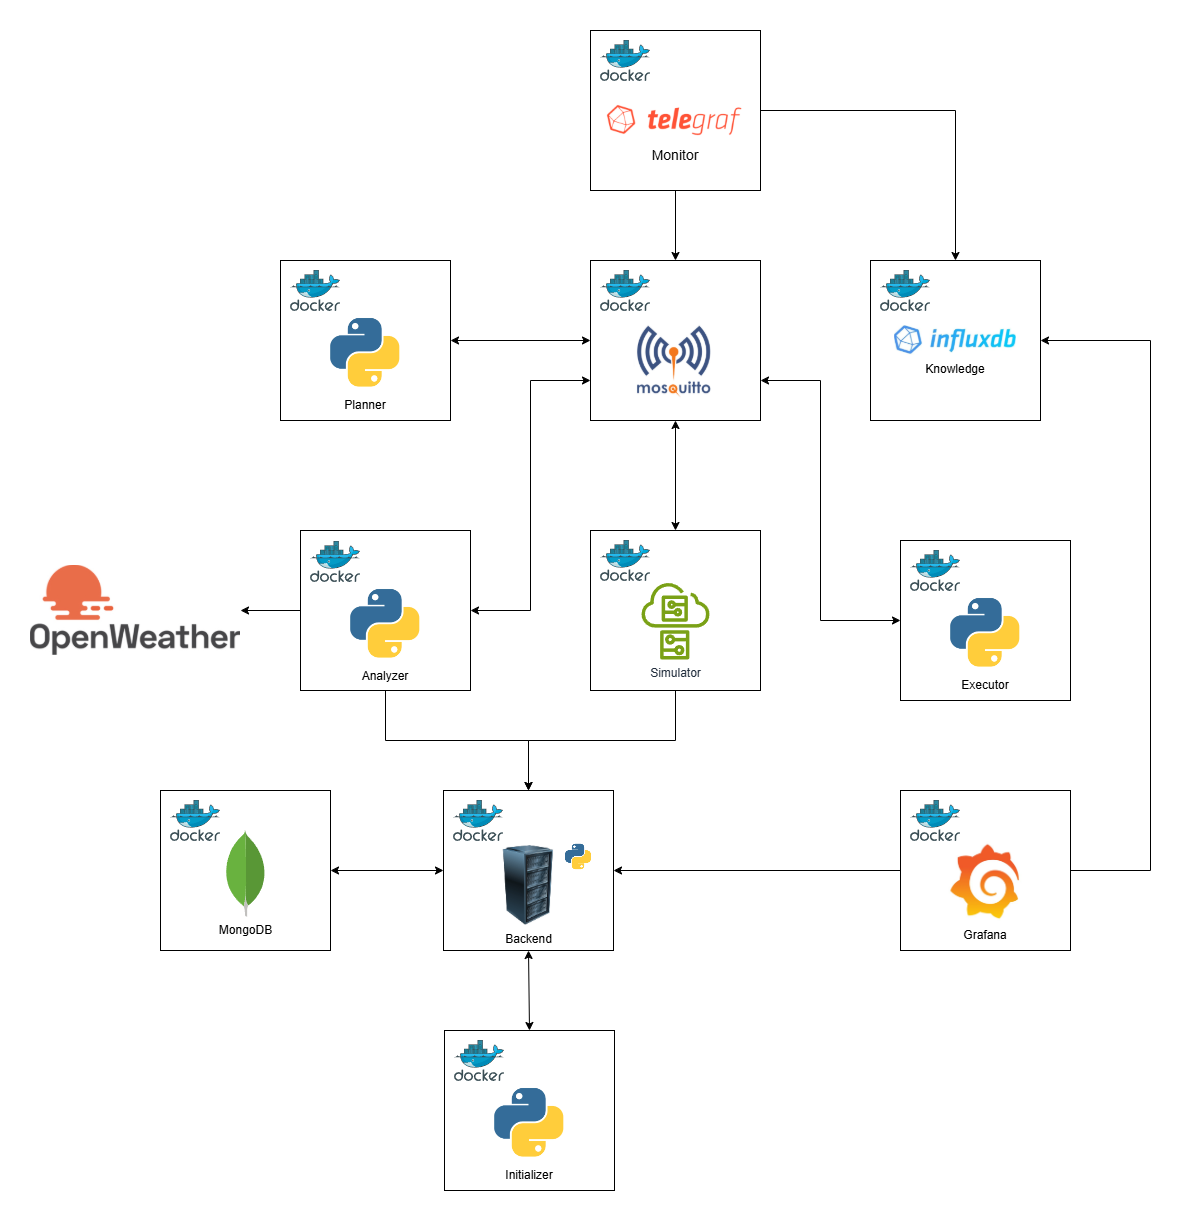 docker
telegraf
Monitor
docker
Planner
docker
mosquitto
docker
influxdb
Knowledge
OpenWeather
docker
Analyzer
docker
Simulator
docker
Executor
docker
MongoDB
docker
Backend
docker
Grafana
docker
Initializer